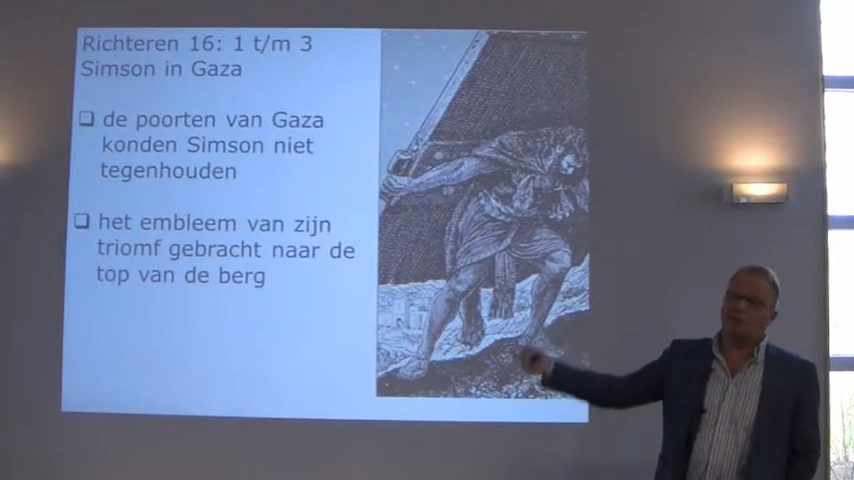 Richteren 16: 1 t/m 3
Simson in Gaza
de poorten van Gaza
konden Simson niet
tegenhouden
het embleem van zijn
triomf gebracht naar de
top van de berg